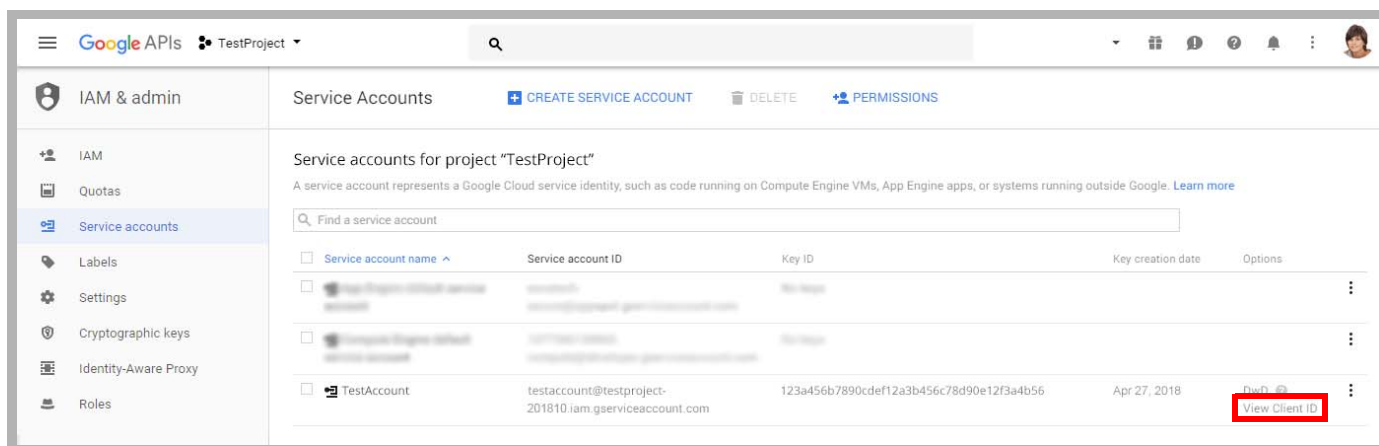 Google APIs TestProject
IAM & admin
Service Accounts CREATE SERVICE ACCOUNT DELETE PERMISSIONS
IAM
Quotas
Service accounts
Labels
Settings
Cryptographic keys
Identity-Aware Proxy
Roles
Service accounts for project "TestProject"
A service account represents a Google Cloud service identity, such as code running on Compute Engine VMs, App Engine apps, or systems running outside Google. Learn more
Find a service account
Service account name Service account ID Key ID Key creation date Options
TestAccount testaccount@testproject- 123a456b7890cdef12a3b456c78d90e12f3a4b56 Apr 27, 2018 DwD
201810.iam.gserviceaccount.com View Client ID